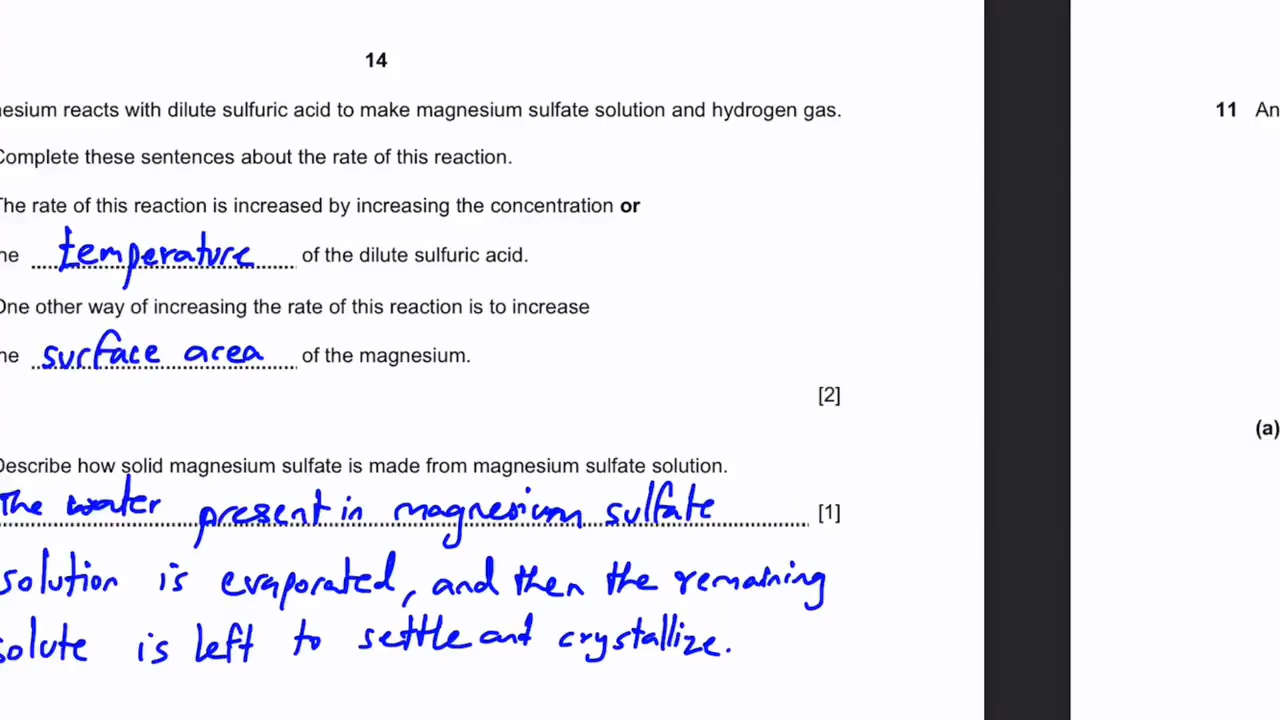 14
nesium reacts with dilute sulfuric acid to make magnesium sulfate solution and hydrogen gas.
11 An
Complete these sentences about the rate of this reaction.
The rate of this reaction is increased by increasing the concentration or
he temperature of the dilute sulfuric acid.
One other way of increasing the rate of this reaction is to increase
he surface area of the magnesium.
[2]
(a)
Describe how solid magnesium sulfate is made from magnesium sulfate solution.
The water present in magnesium sulfate [1]
solution is evaporated, and then the remaining
solute is left to settle and crystallize.